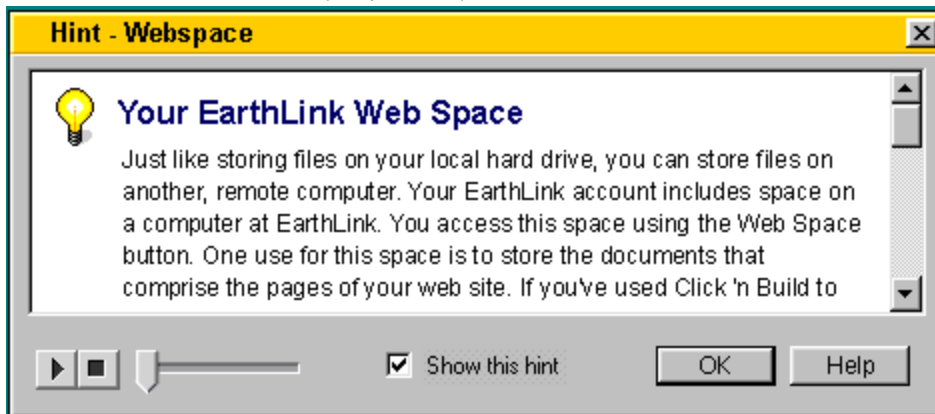 Hint - Webspace
Your EarthLink Web Space
Just like storing files on your local hard drive, you can store files on
another, remote computer. Your EarthLink account includes space on
a computer at EarthLink. You access this space using the Web Space
button. One use for this space is to store the documents that
comprise the pages of your web site. If you've used Click 'n Build to
Show this hint
OK
Help